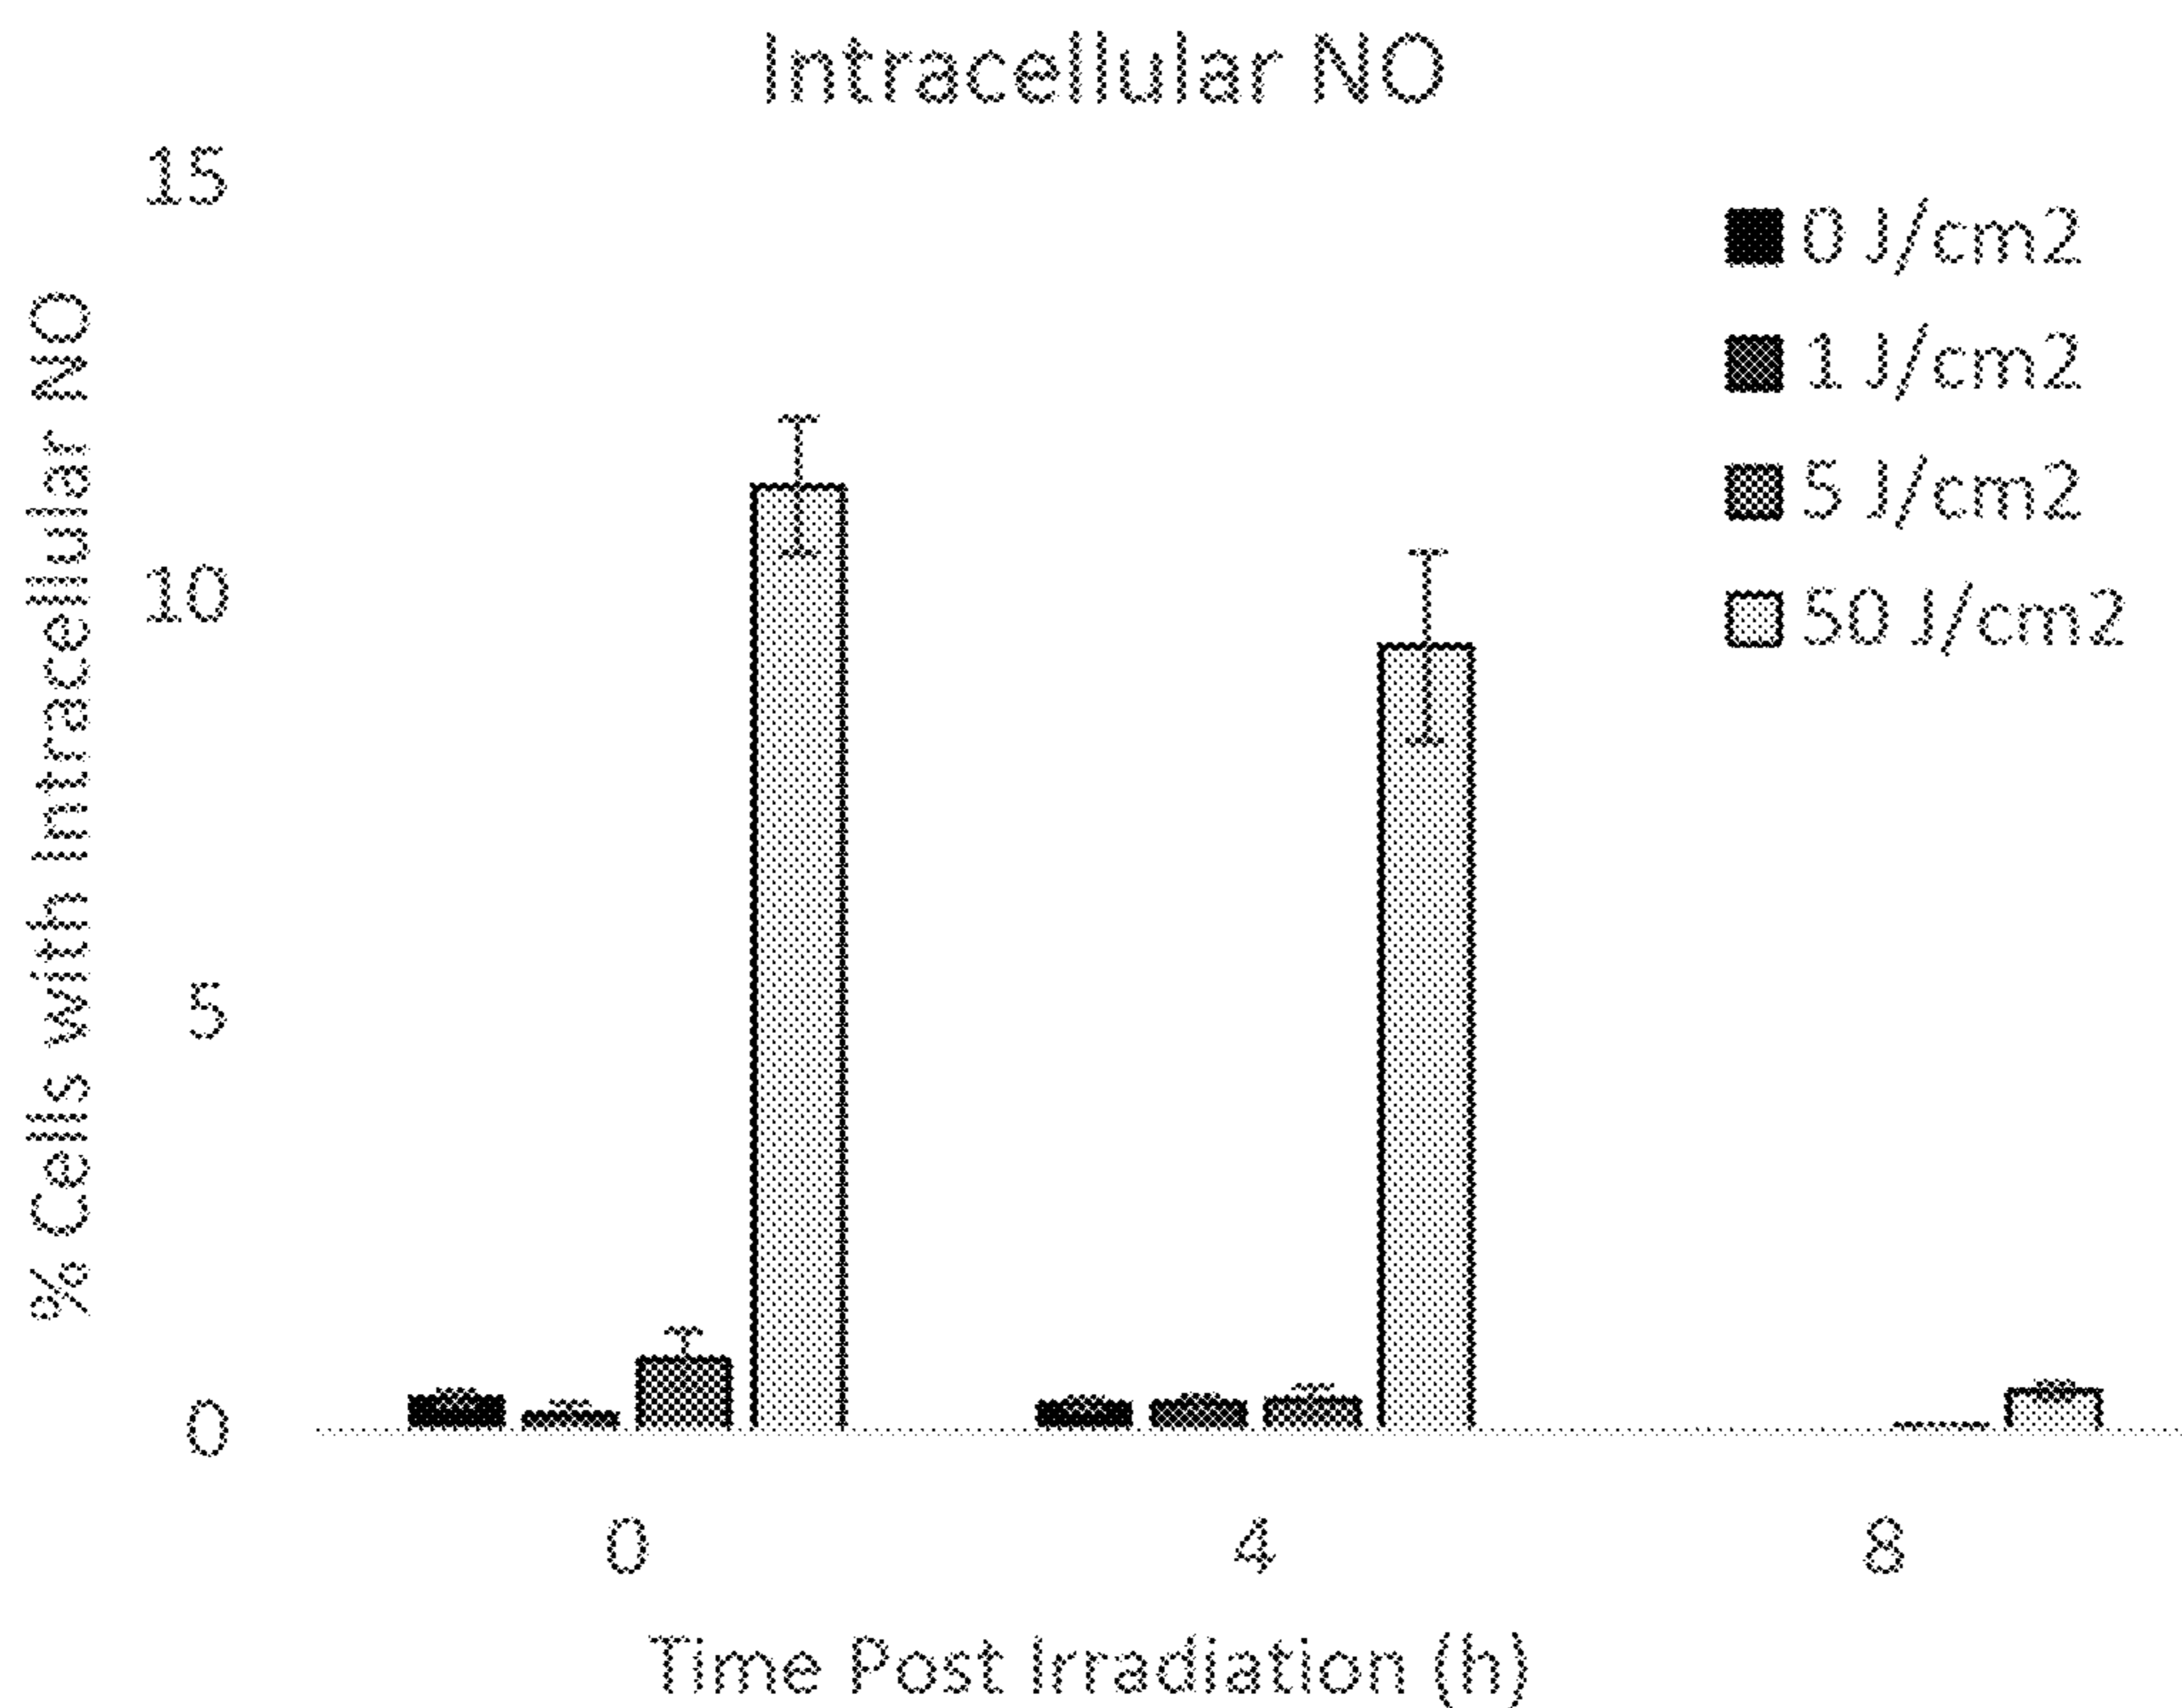 Intracellular NO
% Cells with Intracellular NO
15
10
5
0
0 J/cm2
1 J/cm2
5 J/cm2
50 J/cm2
0 4 8
Time Post Irradiation (h)